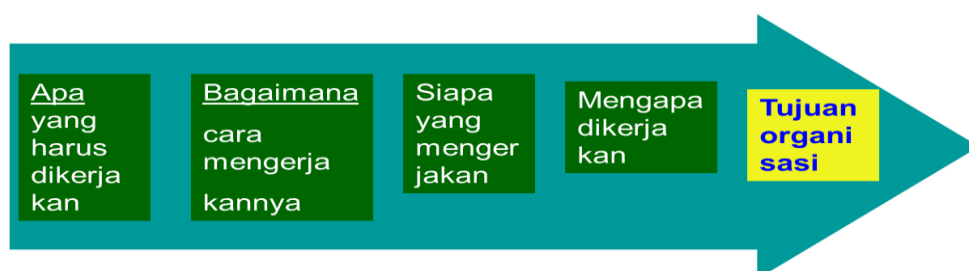 Apa
yang
harus
dikerja
kan
Bagaimana
cara
mengerja
kannya
Siapa
yang
menger
jakan
Mengapa
dikerja
kan
Tujuan
organi
sasi